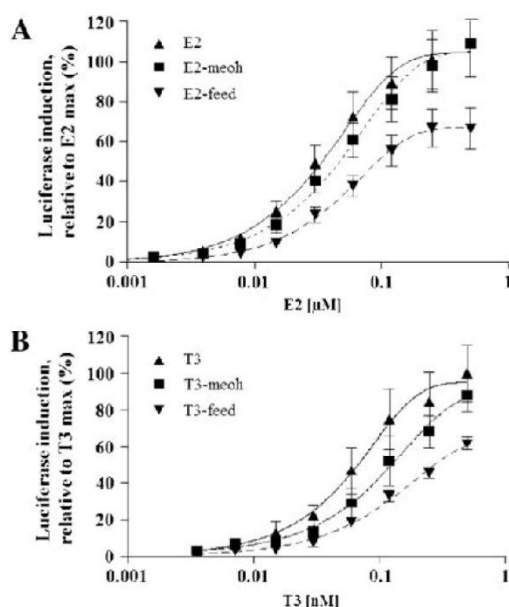 A
E2
E2-meoh
E2-feed
Luciferase induction,
relative to E2 max (%)
120
100
80
60
40
20
0
0.001
0.01
0.1
1
E2 [µM]
B
T3
T3-meoh
T3-feed
Luciferase induction,
relative to T3 max (%)
120
100
80
60
40
20
0
0.001
0.01
0.1
1
T3 [nM]